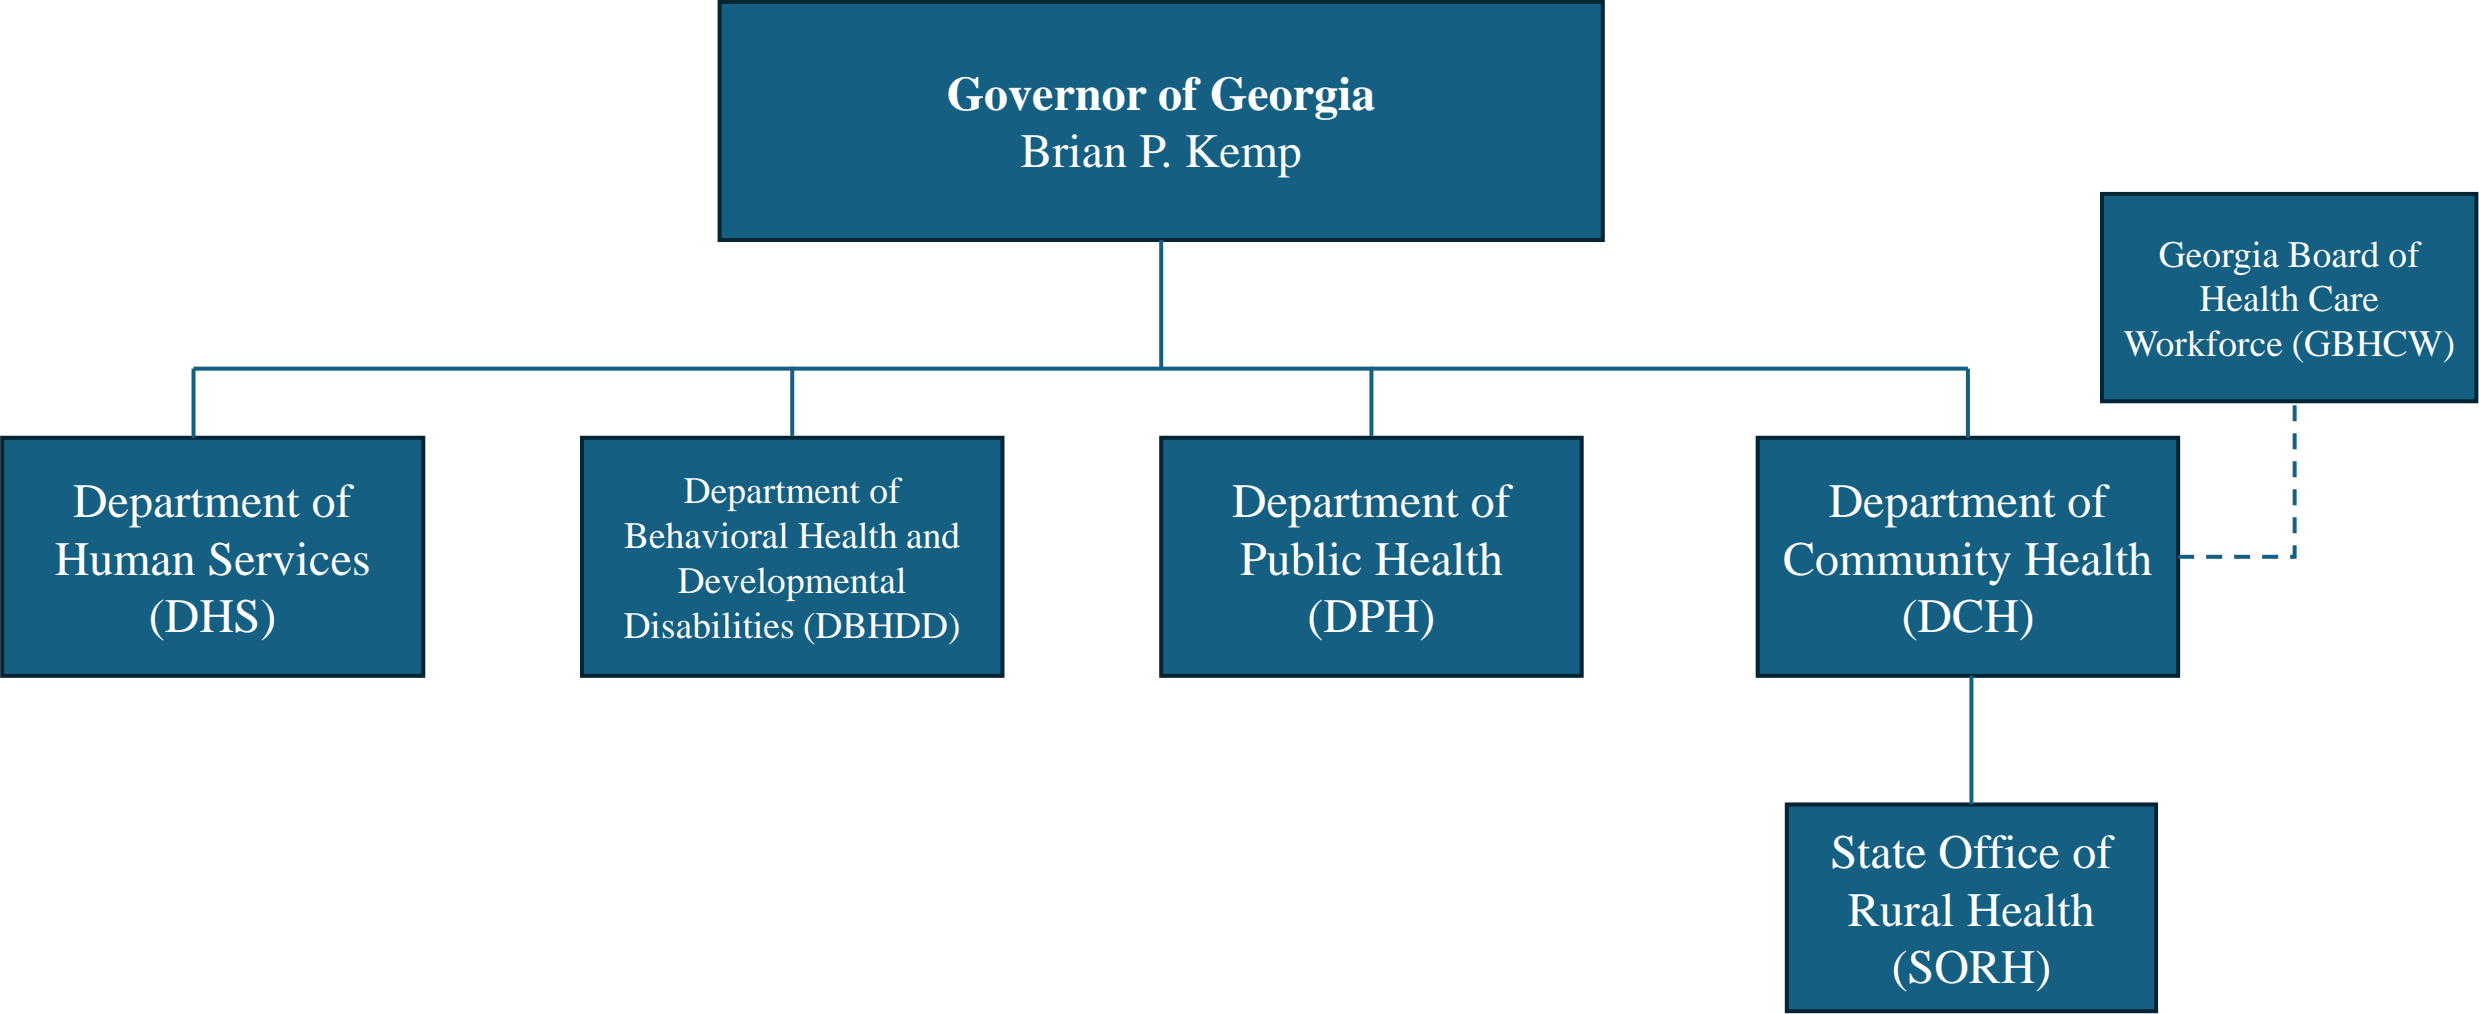 Governor of Georgia
Brian P. Kemp
Georgia Board of
Health Care
Workforce (GBHCW)
Department of
Human Services
(DHS)
Department of
Behavioral Health and
Developmental
Disabilities (DBHDD)
Department of
Public Health
(DPH)
Department of
Community Health
(DCH)
State Office of
Rural Health
(SORH)